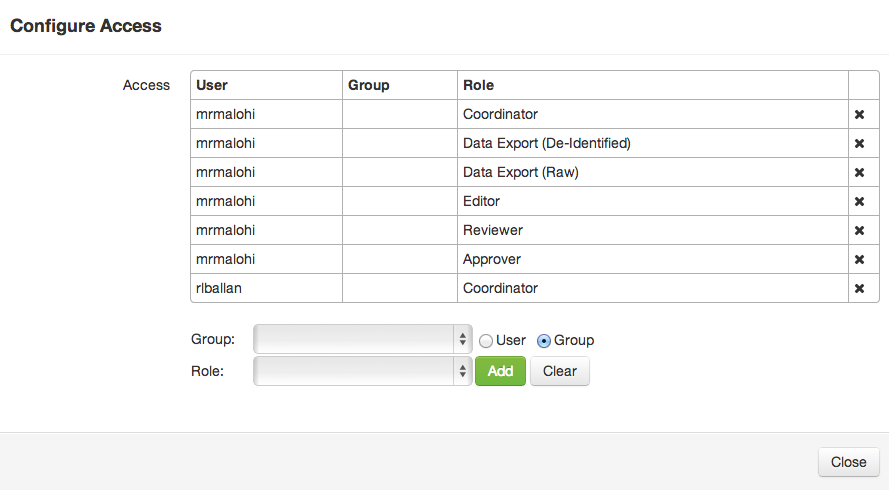 Configure Access
Access User Group Role
mrmalohi Coordinator
mrmalohi Data Export (De-Identified)
mrmalohi Data Export (Raw)
mrmalohi Editor
mrmalohi Reviewer
mrmalohi Approver
rlballan Coordinator
Group: User Group
Role: Add Clear
Close